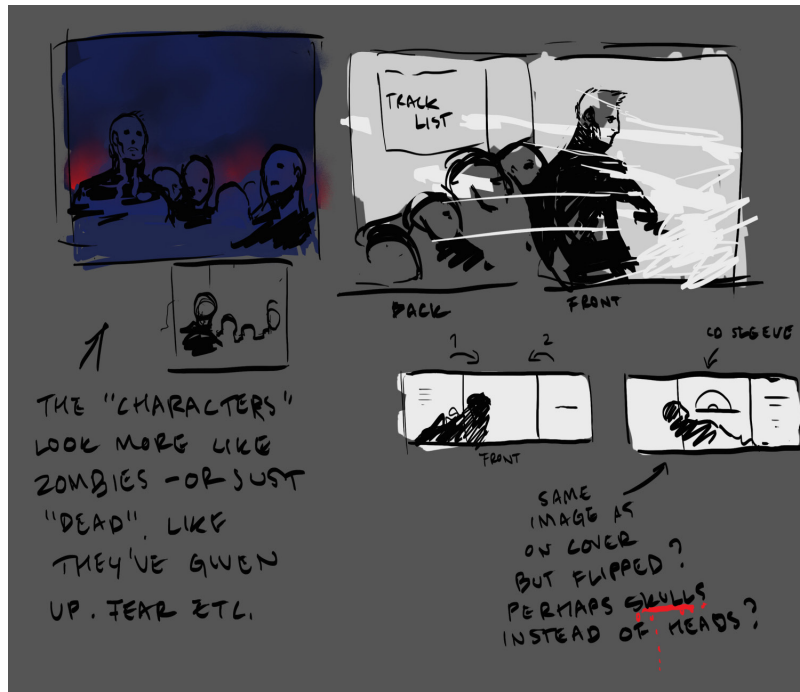 TRACK
LIST
BACK
FRONT
1
2
CD SLEEVE
FRONT
THE "CHARACTERS"
LOOK MORE LIKE
ZOMBIES - OR JUST
"DEAD". LIKE
THEY'VE GIVEN
UP. FEAR ETC.
SAME
IMAGE AS
ON COVER
BUT FLIPPED?
PERHAPS SKULLS
INSTEAD OF HEADS?